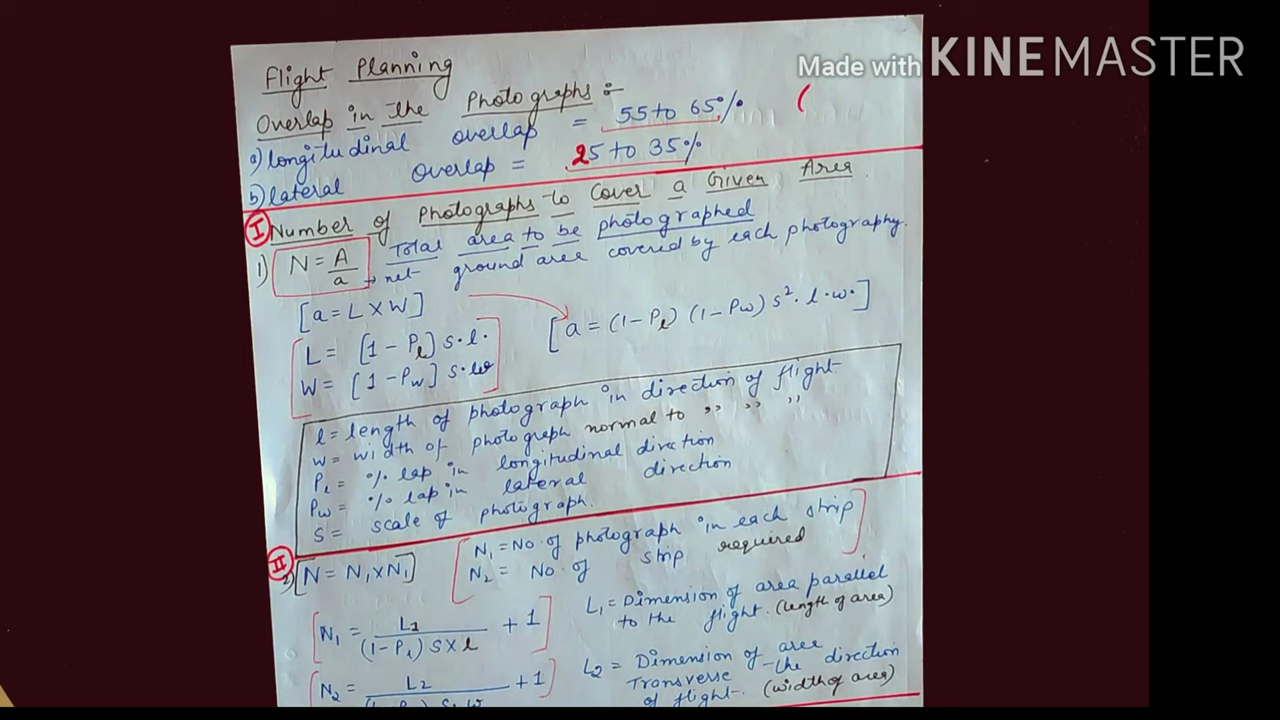 Made with KINEMASTER
Flight Planning
Overlap in the Photographs :-
a) longitudinal overlap = 55 to 65%
(
b) lateral overlap = 25 to 35%
I Number of Photographs to Cover a Given Area
1) N = A/a Total area to be photographed
→ net ground area covered by each photography.
[a = L X W]
[a = (1 - Pl) (1 - Pw) s². l.w.]
L = [1 - Pl] s.l.
W = [1 - Pw] s.w
l = length of photograph in direction of flight
w = width of photograph normal to ,, ,, ,,
Pl = % lap in longitudinal direction
Pw = % lap in lateral direction
S = scale of photograph.
II
2) [N = N1 X N1]
[N1 = No. of photograph in each strip
N2 = No. of strip required]
[N1 = L1 / (1 - Pl) S X l + 1]
L1 = Dimension of area parallel
to the flight. (length of area)
[N2 = L2 / + 1]
L2 = Dimension of area
Transverse the direction
of flight. (width of area)